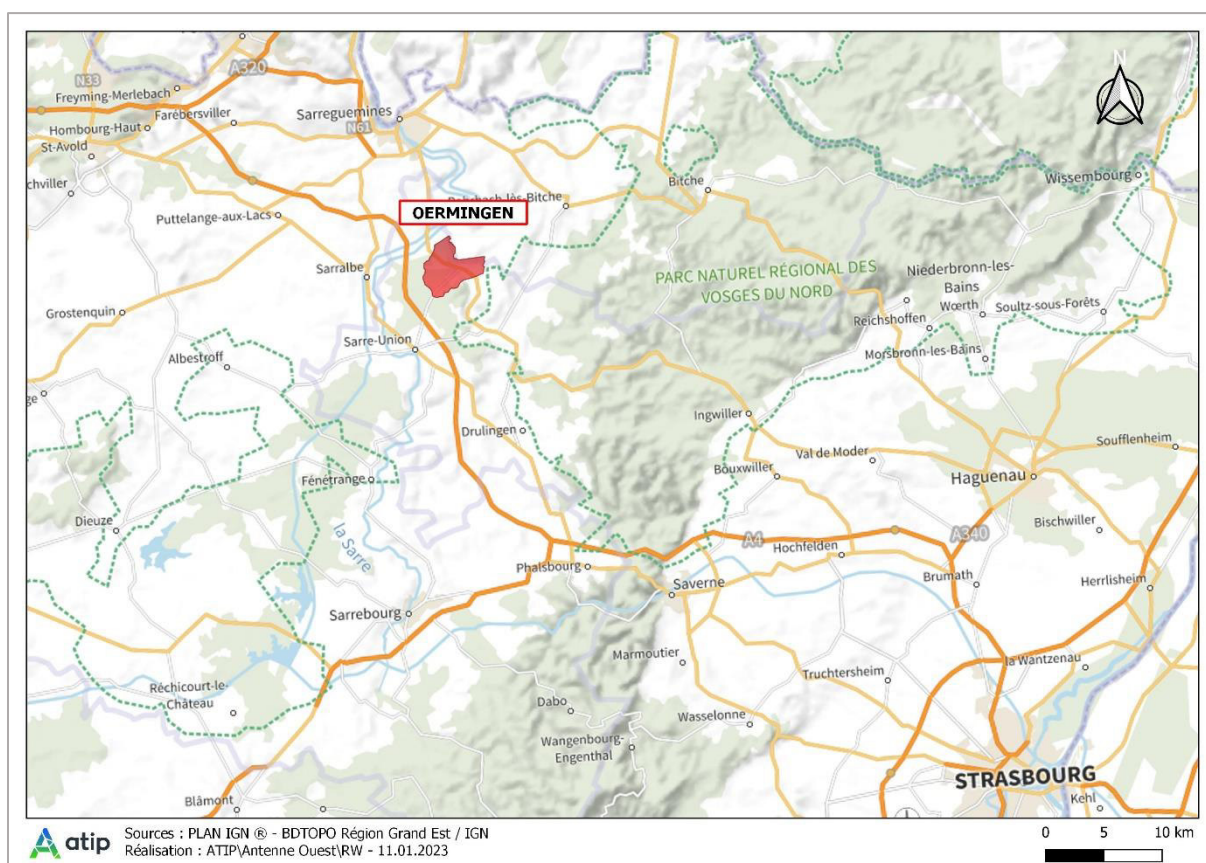 N
A320
N33
Freyming-Merlebach
Farébersviller
Hombourg-Haut
St-Avold
Sarreguemines
N61
Bitche
Wissembourg
Puttelange-aux-Lacs
OERMINGEN
PARC NATUREL RÉGIONAL DES
VOSGES DU NORD
Niederbronn-les-
Bains
Wœrth
Soultz-sous-Forêts
Reichshoffen
Morsbronn-les-Bains
Sarralbe
Grostenquin
Albestroff
Sarre-Union
Drulingen
Ingwiller
Val de Moder
Bouxwiller
Soufflenheim
Haguenau
Bischwiller
Fénétrange
Dieuze
la Sarre
A4
A340
Hochfelden
Phalsbourg
Saverne
Brumath
Herrlisheim
Sarrebourg
Marmoutier
Truchtersheim
la Wantzenau
Réchicourt-le-
Château
Dabo
Wasselonne
Wangenbourg-
Engenthal
STRASBOURG
Blâmont
Kehl
atip
Sources : PLAN IGN ® - BDTOPO Région Grand Est / IGN
Réalisation : ATIP\Antenne Ouest\RW - 11.01.2023
0 5 10 km